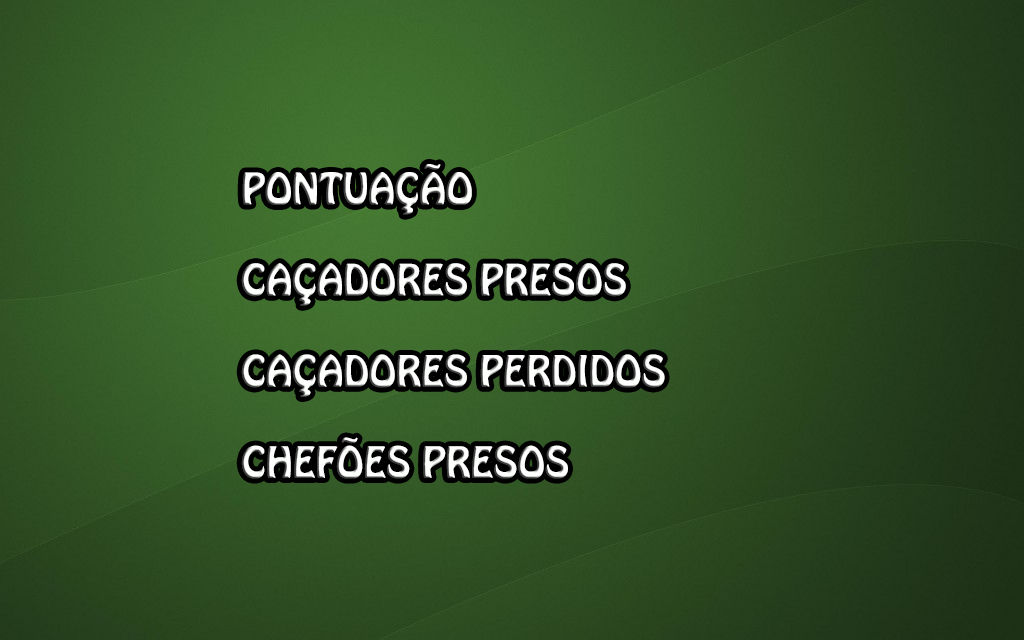 PONTUAÇÃO
CAÇADORES PRESOS
CAÇADORES PERDIDOS
CHEFÕES PRESOS